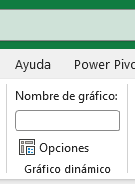 Ayuda Power Pivo
Nombre de gráfico:
Opciones
Gráfico dinámico